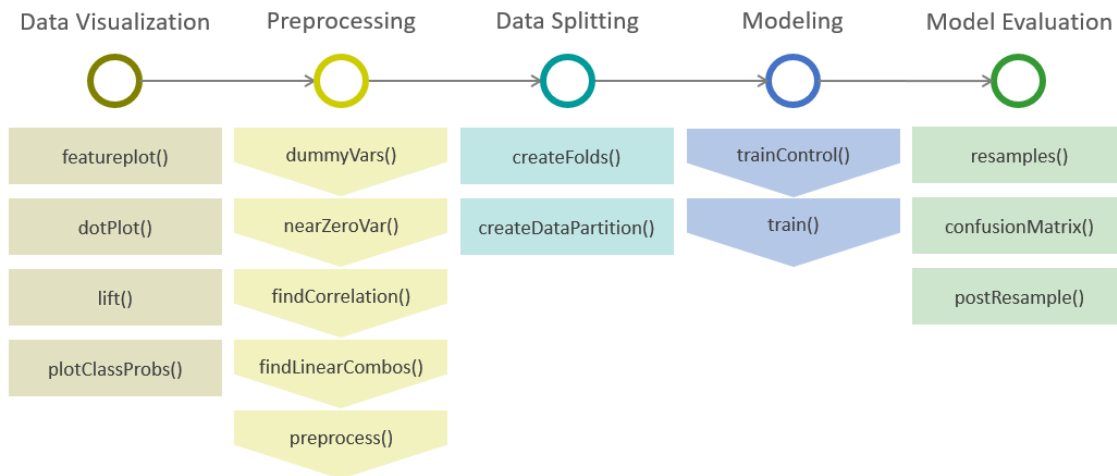 Data Visualization
Preprocessing
Data Splitting
Modeling
Model Evaluation
featureplot()
dotPlot()
lift()
plotClassProbs()
dummyVars()
nearZeroVar()
findCorrelation()
findLinearCombos()
preprocess()
createFolds()
createDataPartition()
trainControl()
train()
resamples()
confusionMatrix()
postResample()